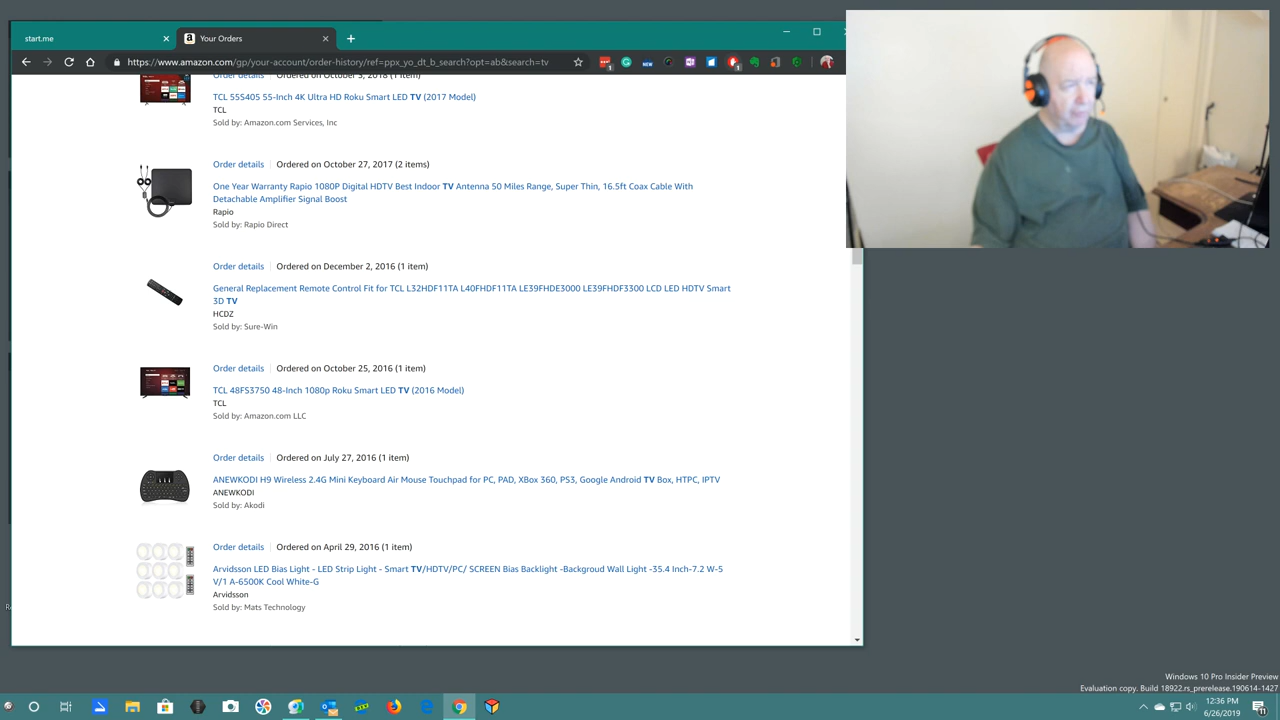 start.me
Your Orders
https://www.amazon.com/gp/your-account/order-history/ref=ppx_yo_dt_b_search?opt=ab&search=tv
Order details Ordered on October 5, 2018 (1 item)
TCL 55S405 55-Inch 4K Ultra HD Roku Smart LED TV (2017 Model)
TCL
Sold by: Amazon.com Services, Inc
Order details Ordered on October 27, 2017 (2 items)
One Year Warranty Rapio 1080P Digital HDTV Best Indoor TV Antenna 50 Miles Range, Super Thin, 16.5ft Coax Cable With
Detachable Amplifier Signal Boost
Rapio
Sold by: Rapio Direct
Order details Ordered on December 2, 2016 (1 item)
General Replacement Remote Control Fit for TCL L32HDF11TA L40FHDF11TA LE39FHDE3000 LE39FHDF3300 LCD LED HDTV Smart
3D TV
HCDZ
Sold by: Sure-Win
Order details Ordered on October 25, 2016 (1 item)
TCL 48FS3750 48-Inch 1080p Roku Smart LED TV (2016 Model)
TCL
Sold by: Amazon.com LLC
Order details Ordered on July 27, 2016 (1 item)
ANEWKODI H9 Wireless 2.4G Mini Keyboard Air Mouse Touchpad for PC, PAD, XBox 360, PS3, Google Android TV Box, HTPC, IPTV
ANEWKODI
Sold by: Akodi
Order details Ordered on April 29, 2016 (1 item)
Arvidsson LED Bias Light - LED Strip Light - Smart TV/HDTV/PC/ SCREEN Bias Backlight -Backgroud Wall Light -35.4 Inch-7.2 W-5
V/1 A-6500K Cool White-G
Arvidsson
Sold by: Mats Technology
Windows 10 Pro Insider Preview
Evaluation copy. Build 18922.rs_prerelease.190614-1427
12:36 PM
6/26/2019